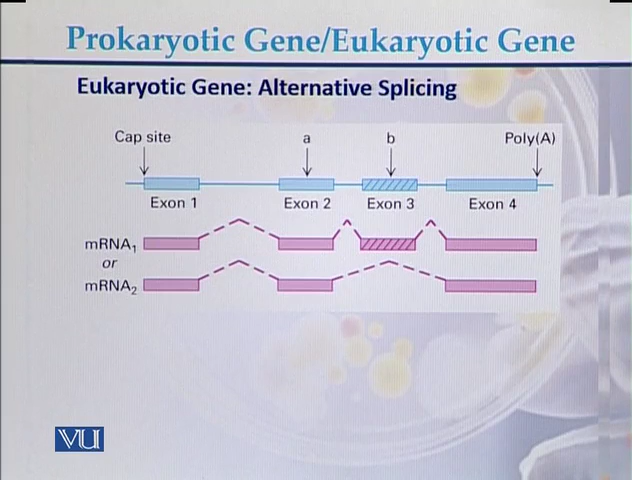 Prokaryotic Gene/Eukaryotic Gene
Eukaryotic Gene: Alternative Splicing
Cap site a b Poly(A)
Exon 1 Exon 2 Exon 3 Exon 4
mRNA₁
or
mRNA₂
VU